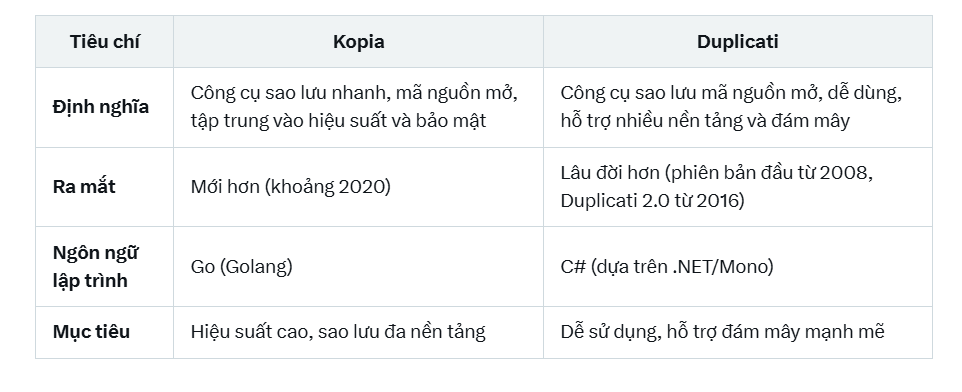 Tiêu chí Kopia Duplicati
Định nghĩa
Công cụ sao lưu nhanh, mã nguồn mở,
tập trung vào hiệu suất và bảo mật
Công cụ sao lưu mã nguồn mở, dễ dùng,
hỗ trợ nhiều nền tảng và đám mây
Ra mắt
Mới hơn (khoảng 2020)
Lâu đời hơn (phiên bản đầu từ 2008,
Duplicati 2.0 từ 2016)
Ngôn ngữ
lập trình
Go (Golang)
C# (dựa trên .NET/Mono)
Mục tiêu
Hiệu suất cao, sao lưu đa nền tảng
Dễ sử dụng, hỗ trợ đám mây mạnh mẽ